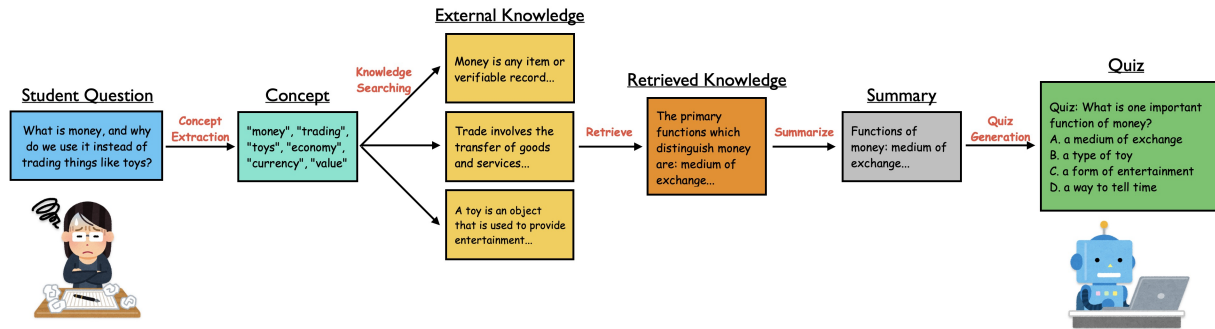 External Knowledge
Student Question
What is money, and why
do we use it instead of
trading things like toys?
Concept
Extraction
Concept
"money", "trading",
"toys", "economy",
"currency", "value"
Knowledge
Searching
Money is any item or
verifiable record...
Trade involves the
transfer of goods
and services...
A toy is an object
that is used to provide
entertainment...
Retrieve
Retrieved Knowledge
The primary
functions which
distinguish money
are: medium of
exchange...
Summarize
Summary
Functions of
money: medium of
exchange...
Quiz
Generation
Quiz
Quiz: What is one important
function of money?
A. a medium of exchange
B. a type of toy
C. a form of entertainment
D. a way to tell time